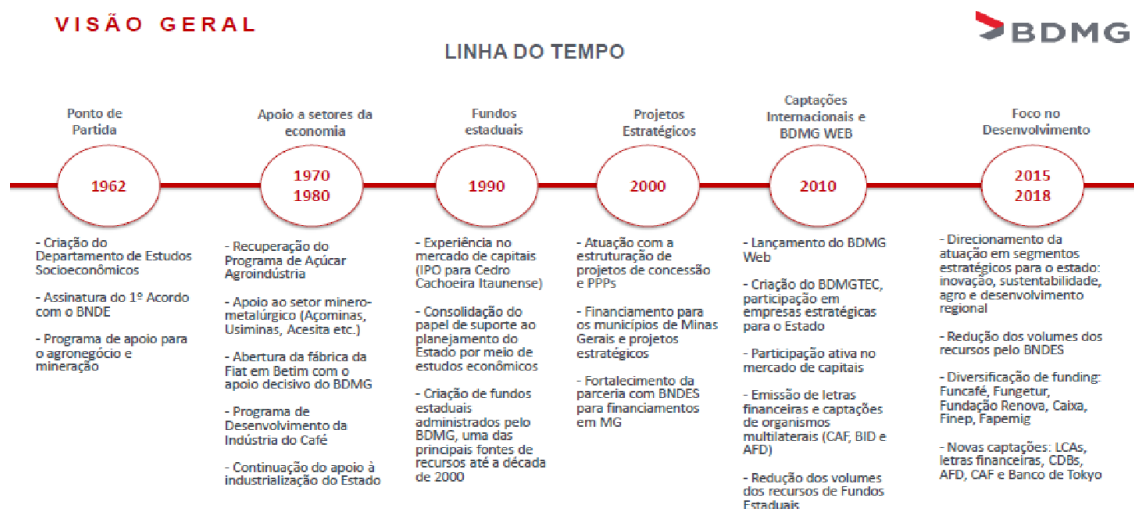 VISÃO GERAL
BDMG
LINHA DO TEMPO
Ponto de
Partida
1962
- Criação do
Departamento de Estudos
Socioeconômicos
- Assinatura do 1º Acordo
com o BNDE
- Programa de apoio para
o agronegócio e
mineração
Apoio a setores da
economia
1970
1980
- Recuperação do
Programa de Açúcar
Agroindústria
- Apoio ao setor minero-
metalúrgico (Açominas,
Usiminas, Acesita etc.)
- Abertura da fábrica da
Fiat em Betim com o
apoio decisivo do BDMG
- Programa de
Desenvolvimento da
Indústria do Café
- Continuação do apoio à
industrialização do Estado
Fundos
estaduais
1990
- Experiência no
mercado de capitais
(IPO para Cedro
Cachoeira Itaunense)
- Consolidação do
papel de suporte ao
planejamento do
Estado por meio de
estudos econômicos
- Criação de fundos
estaduais
administrados pelo
BDMG, uma das
principais fontes de
recursos até a década
de 2000
Projetos
Estratégicos
2000
- Atuação com a
estruturação de
projetos de concessão
e PPPs
- Financiamento para
os municípios de Minas
Gerais e projetos
estratégicos
- Fortalecimento da
parceria com BNDES
para financiamentos
em MG
Captações
Internacionais e
BDMG WEB
2010
- Lançamento do BDMG
Web
- Criação do BDMGTEC,
participação em
empresas estratégicas
para o Estado
- Participação ativa no
mercado de capitais
- Emissão de letras
financeiras e captações
de organismos
multilaterais (CAF, BID e
AFD)
- Redução dos volumes
dos recursos de Fundos
Estaduais
Foco no
Desenvolvimento
2015
2018
- Direcionamento da
atuação em segmentos
estratégicos para o estado:
inovação, sustentabilidade,
agro e desenvolvimento
regional
- Redução dos volumes dos
recursos pelo BNDES
- Diversificação de funding:
Funcafé, Fungetur,
Fundação Renova, Caixa,
Finep, Fapemig
- Novas captações: LCAs,
letras financeiras, CDBs,
AFD, CAF e Banco de Tokyo